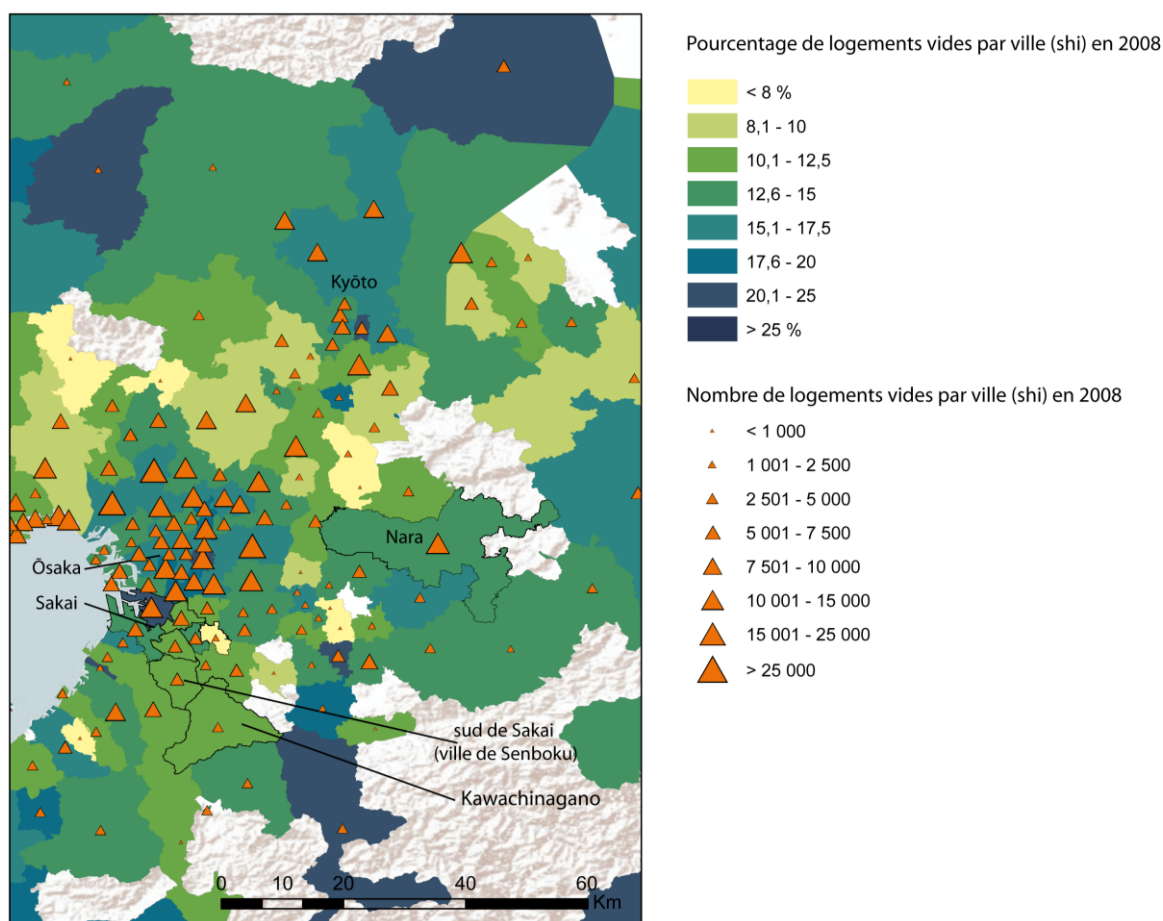 Kyōto
Nara
Ōsaka
Sakai
sud de Sakai
(ville de Senboku)
Kawachinagano
0 10 20 40 60
Km
Pourcentage de logements vides par ville (shi) en 2008
< 8 %
8,1 - 10
10,1 - 12,5
12,6 - 15
15,1 - 17,5
17,6 - 20
20,1 - 25
> 25 %
Nombre de logements vides par ville (shi) en 2008
< 1 000
1 001 - 2 500
2 501 - 5 000
5 001 - 7 500
7 501 - 10 000
10 001 - 15 000
15 001 - 25 000
> 25 000